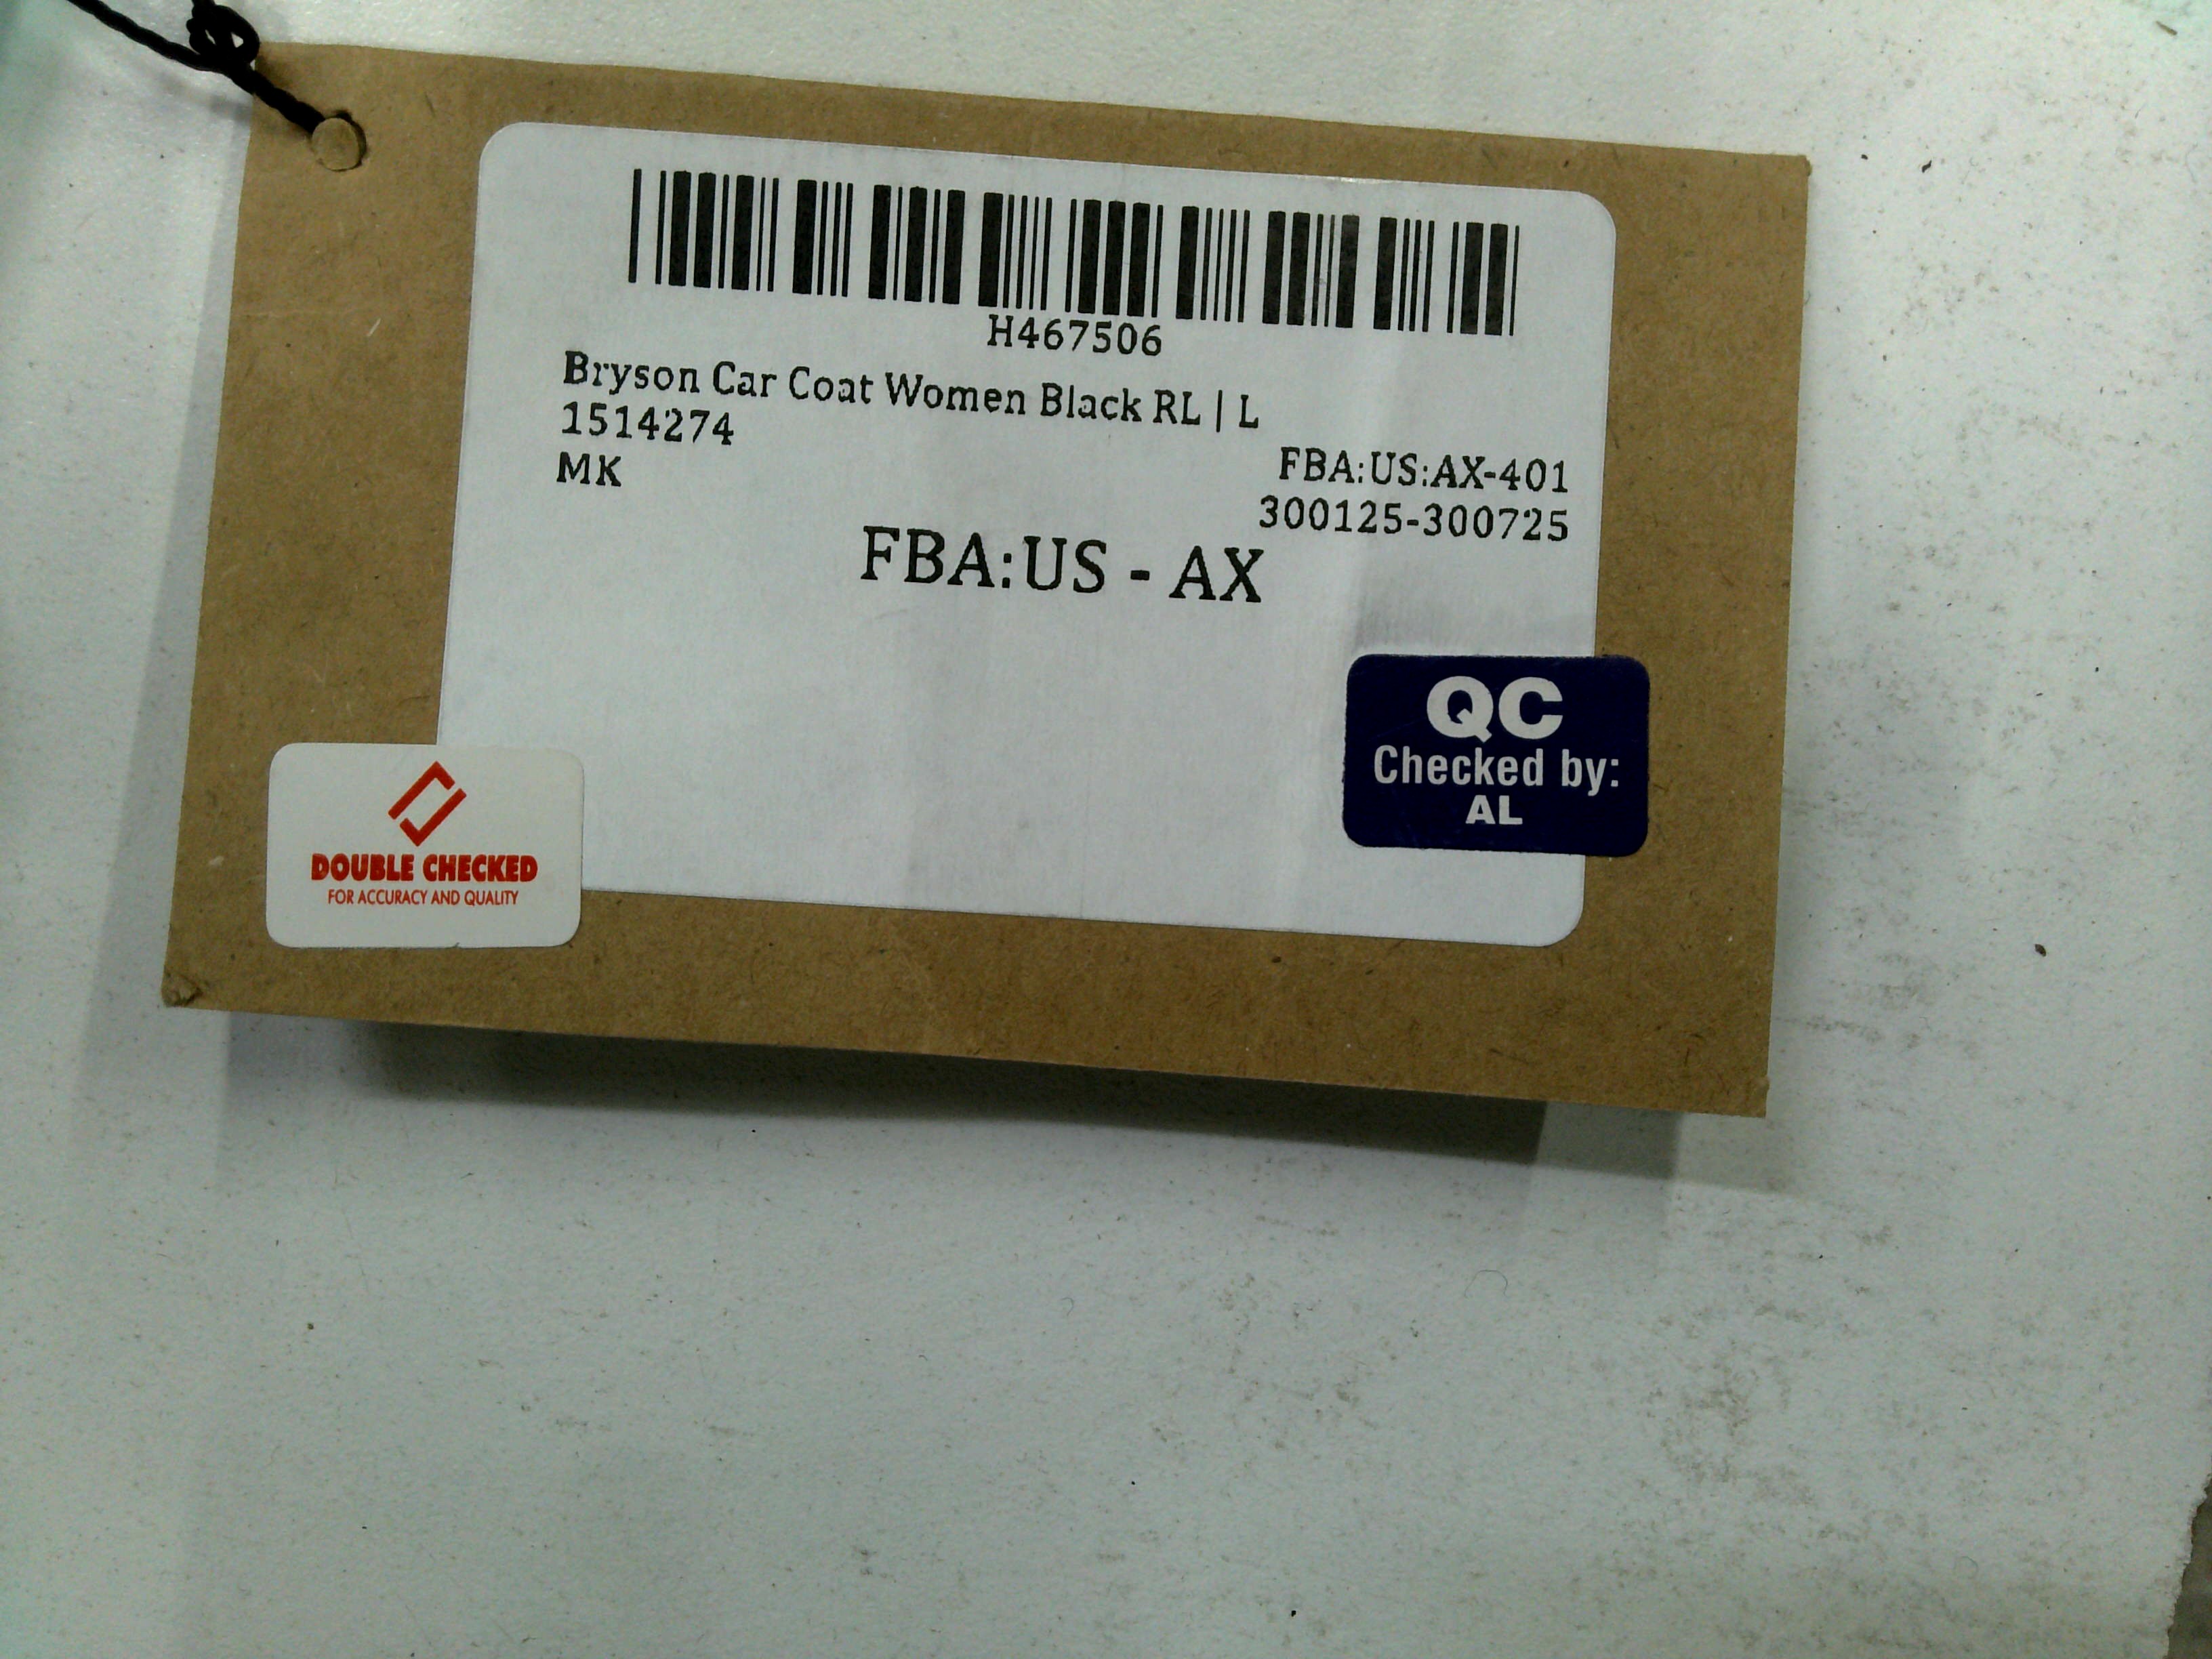 H467506
Bryson Car Coat Women Black RL | L
1514274
MK
FBA:US:AX-401
300125-300725
FBA:US - AX
QC
Checked by:
AL
DOUBLE CHECKED
FOR ACCURACY AND QUALITY